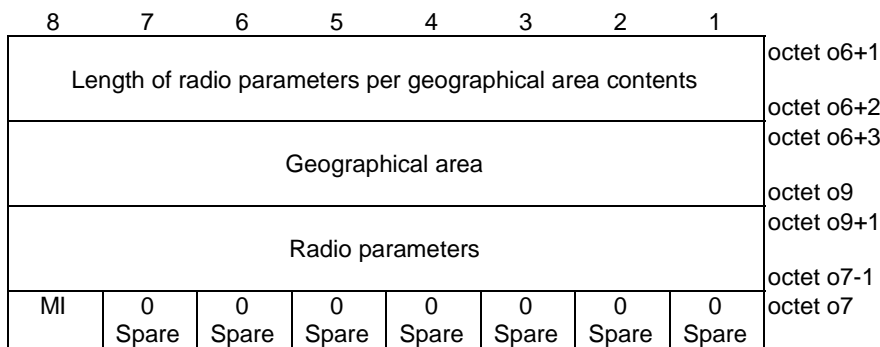 8 7 6 5 4 3 2 1
octet o6+1
Length of radio parameters per geographical area contents
octet o6+2
octet o6+3
Geographical area
octet o9
octet o9+1
Radio parameters
octet o7-1
MI 0 0 0 0 0 0 0 octet o7
Spare Spare Spare Spare Spare Spare Spare